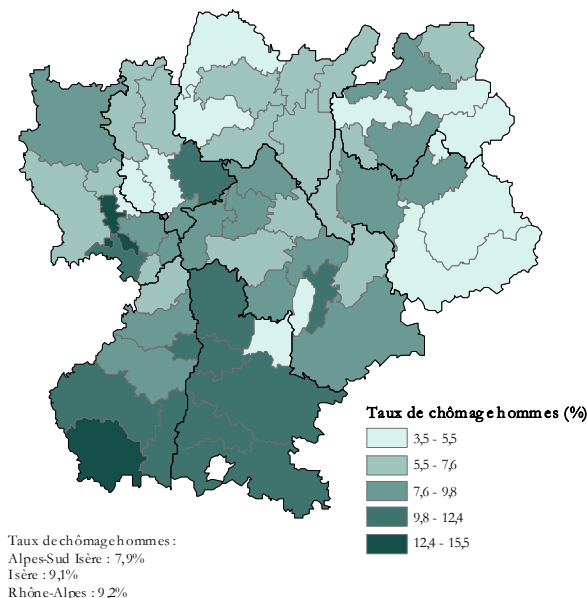 Taux de chômage hommes (%)
3,5 - 5,5
5,5 - 7,6
7,6 - 9,8
9,8 - 12,4
12,4 - 15,5
Taux de chômage hommes :
Alpes-Sud Isère : 7,9%
Isère : 9,1%
Rhône-Alpes : 9,2%